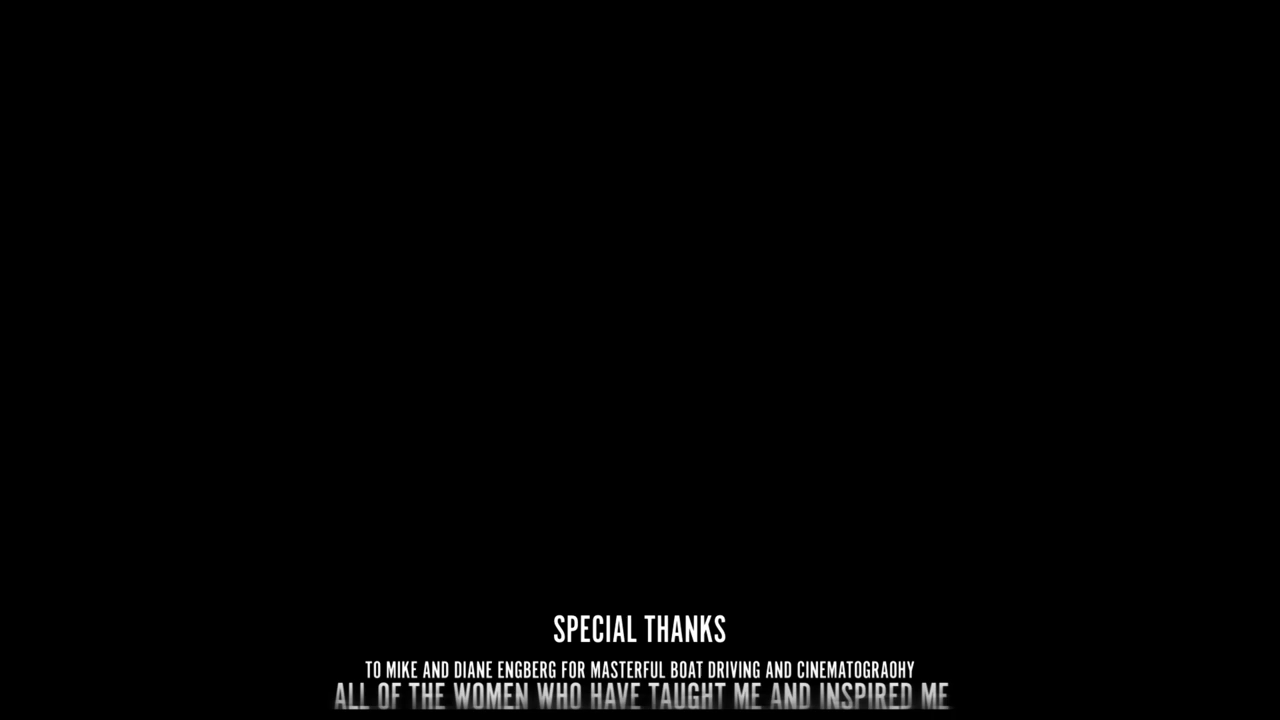 SPECIAL THANKS
TO MIKE AND DIANE ENGBERG FOR MASTERFUL BOAT DRIVING AND CINEMATOGRAOHY
ALL OF THE WOMEN WHO HAVE TAUGHT ME AND INSPIRED ME